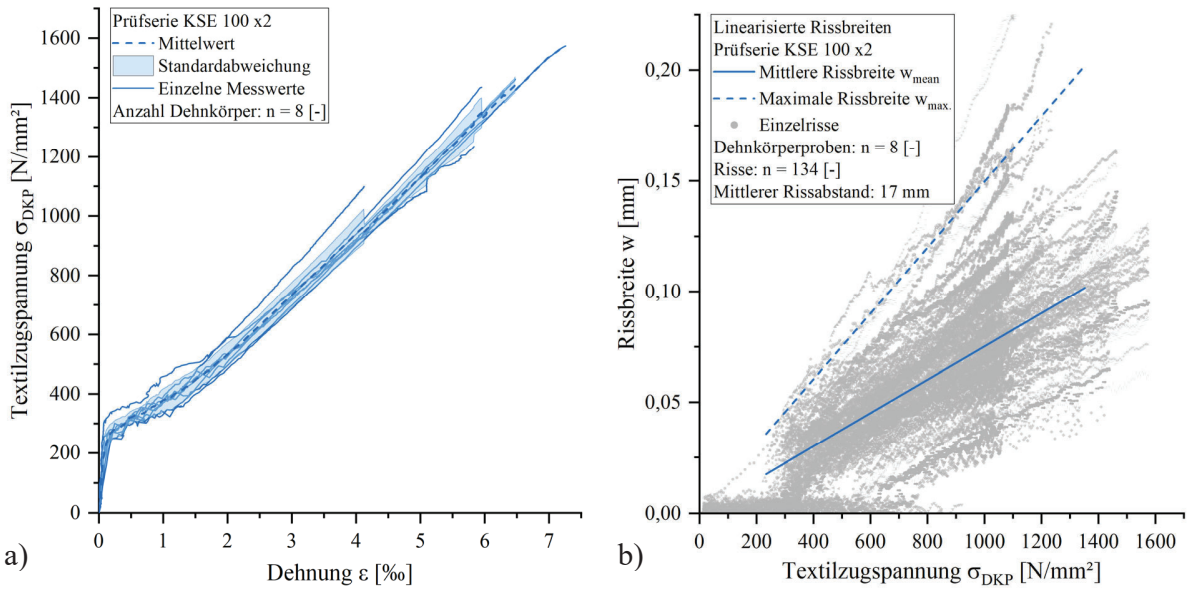 Prüfserie KSE 100 x2
Mittelwert
Standardabweichung
Einzelne Messwerte
Anzahl Dehnkörper: n = 8 [-]
1600
1400
1200
1000
800
600
400
200
0
Textilzugspannung σDKP [N/mm²]
0 1 2 3 4 5 6 7
Dehnung ε [‰]
a)
Linearisierte Rissbreiten
Prüfserie KSE 100 x2
Mittlere Rissbreite wmean
Maximale Rissbreite wmax.
Einzelrisse
Dehnkörperproben: n = 8 [-]
Risse: n = 134 [-]
Mittlerer Rissabstand: 17 mm
0,20
0,15
0,10
0,05
0,00
Rissbreite w [mm]
0 200 400 600 800 1000 1200 1400 1600
Textilzugspannung σDKP [N/mm²]
b)